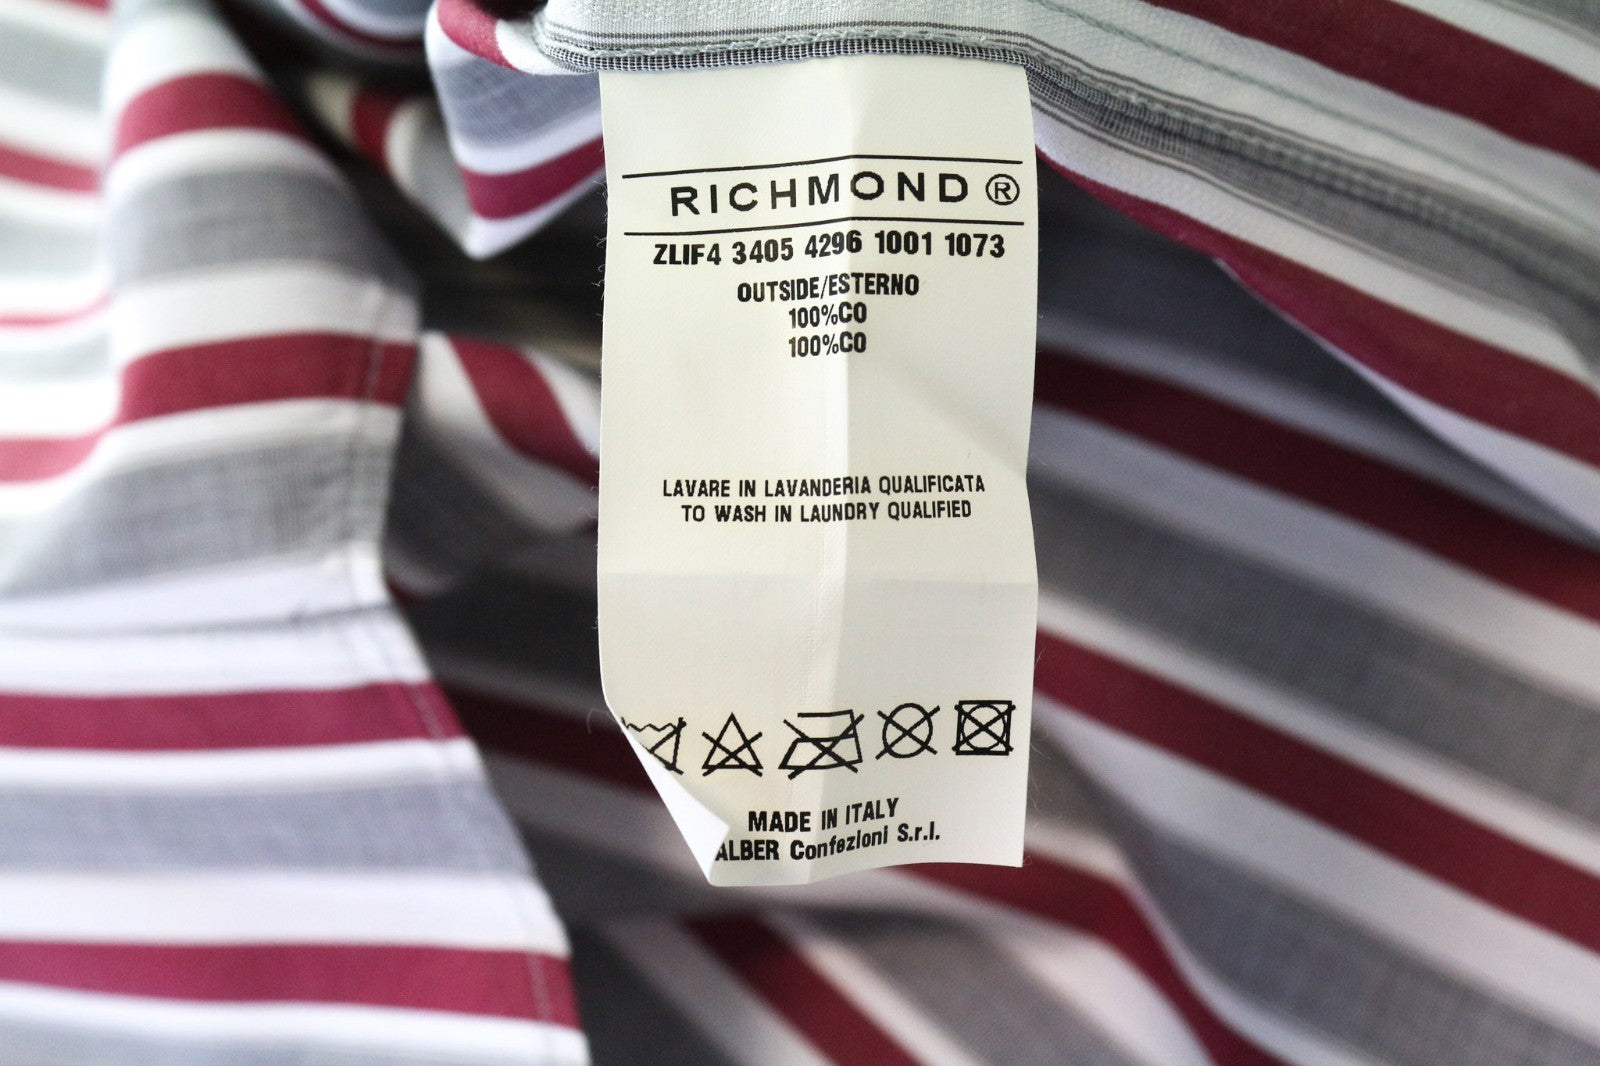 RICHMOND®
ZLIF4 3405 4296 1001 1073
OUTSIDE/ESTERNO
100%CO
100%CO
LAVARE IN LAVANDERIA QUALIFICATA
TO WASH IN LAUNDRY QUALIFIED
MADE IN ITALY
ALBER Confezioni S.r.l.